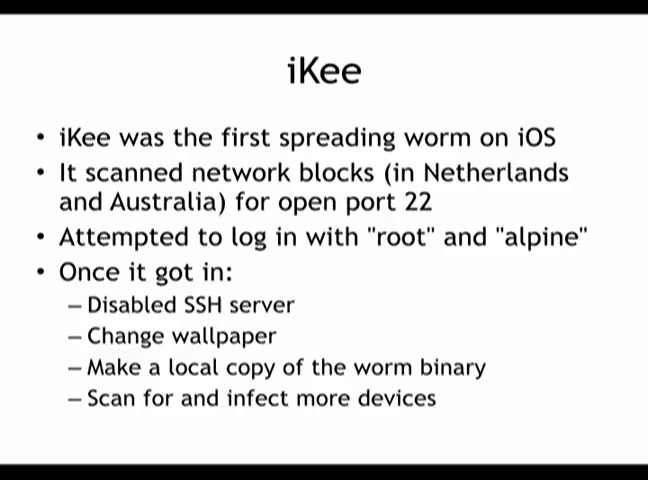 iKee
• iKee was the first spreading worm on iOS
• It scanned network blocks (in Netherlands
and Australia) for open port 22
• Attempted to log in with "root" and "alpine"
• Once it got in:
– Disabled SSH server
– Change wallpaper
– Make a local copy of the worm binary
– Scan for and infect more devices